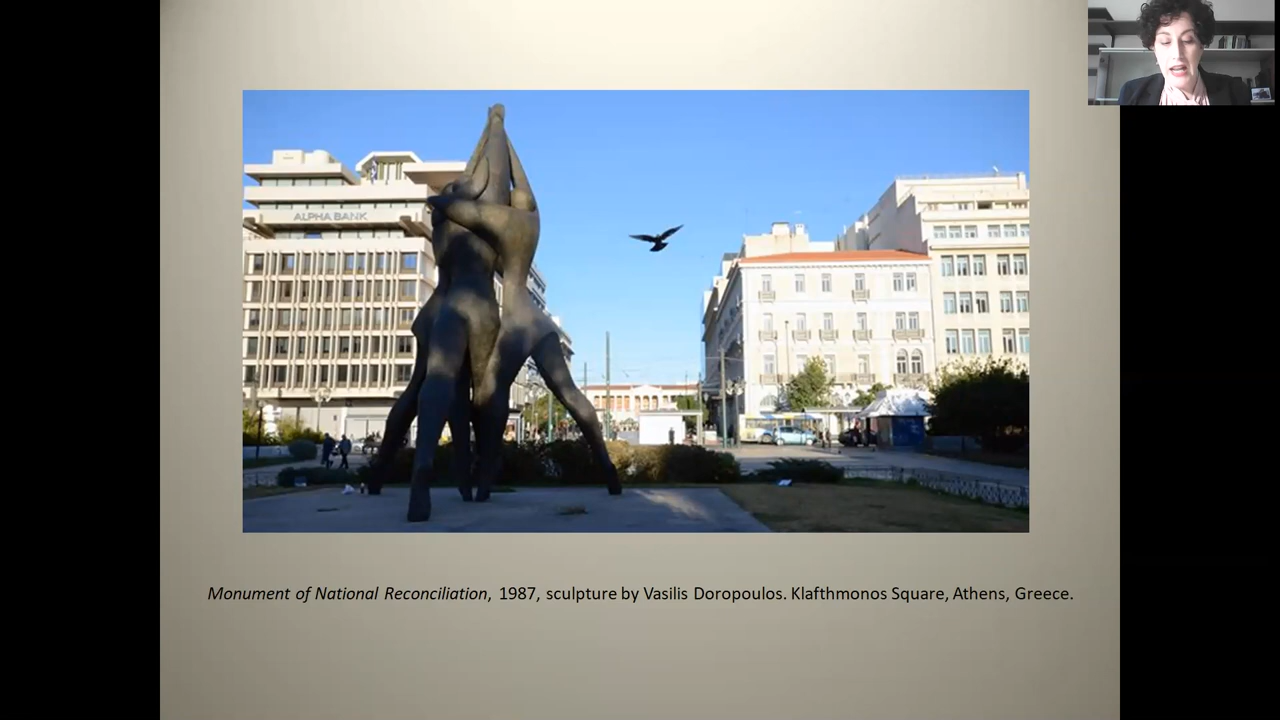 ALPHA BANK
Monument of National Reconciliation, 1987, sculpture by Vasilis Doropoulos. Klafthmonos Square, Athens, Greece.